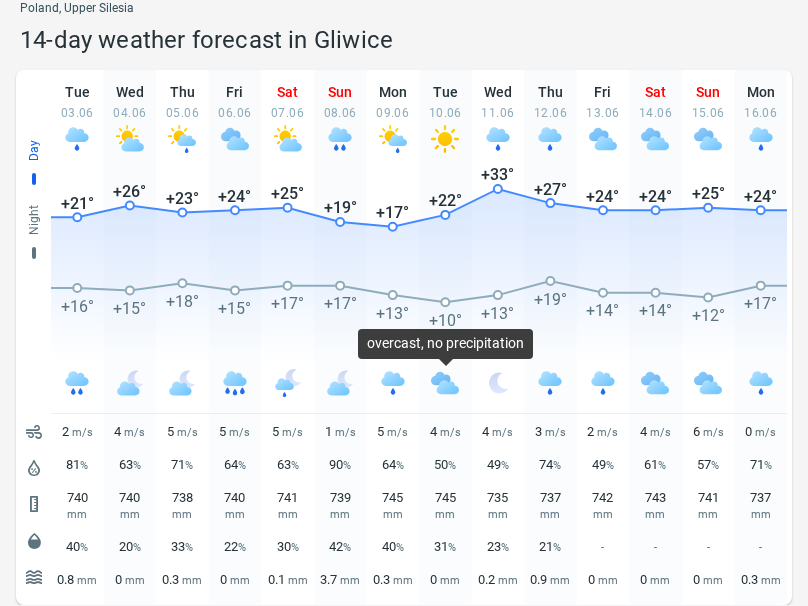 Poland, Upper Silesia
14-day weather forecast in Gliwice
Tue Wed Thu Fri Sat Sun Mon Tue Wed Thu Fri Sat Sun Mon
03.06 04.06 05.06 06.06 07.06 08.06 09.06 10.06 11.06 12.06 13.06 14.06 15.06 16.06
Day
Night
+21° +26° +23° +24° +25° +19° +17° +22° +33° +27° +24° +24° +25° +24°
+16° +15° +18° +15° +17° +17° +13° +10° +13° +19° +14° +14° +12° +17°
overcast, no precipitation
2 m/s 4 m/s 5 m/s 5 m/s 5 m/s 1 m/s 5 m/s 4 m/s 4 m/s 3 m/s 2 m/s 4 m/s 6 m/s 0 m/s
81% 63% 71% 64% 63% 90% 64% 50% 49% 74% 49% 61% 57% 71%
740 740 738 740 741 739 745 745 735 737 742 743 741 737
mm mm mm mm mm mm mm mm mm mm mm mm mm mm
40% 20% 33% 22% 30% 42% 40% 31% 23% 21% - - - -
0.8 mm 0 mm 0.3 mm 0 mm 0.1 mm 3.7 mm 0.3 mm 0 mm 0.2 mm 0.9 mm 0 mm 0 mm 0 mm 0.3 mm